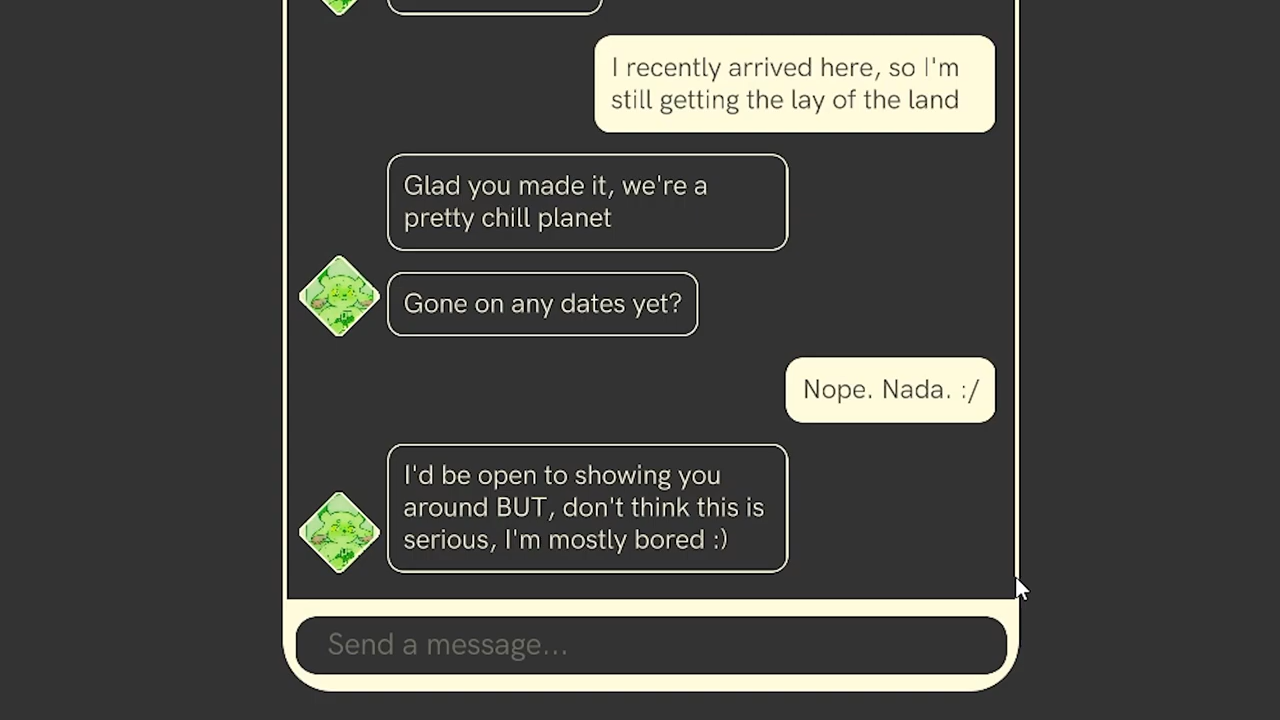 I recently arrived here, so I'm
still getting the lay of the land
Glad you made it, we're a
pretty chill planet
Gone on any dates yet?
Nope. Nada. :/
I'd be open to showing you
around BUT, don't think this is
serious, I'm mostly bored :)
Send a message...